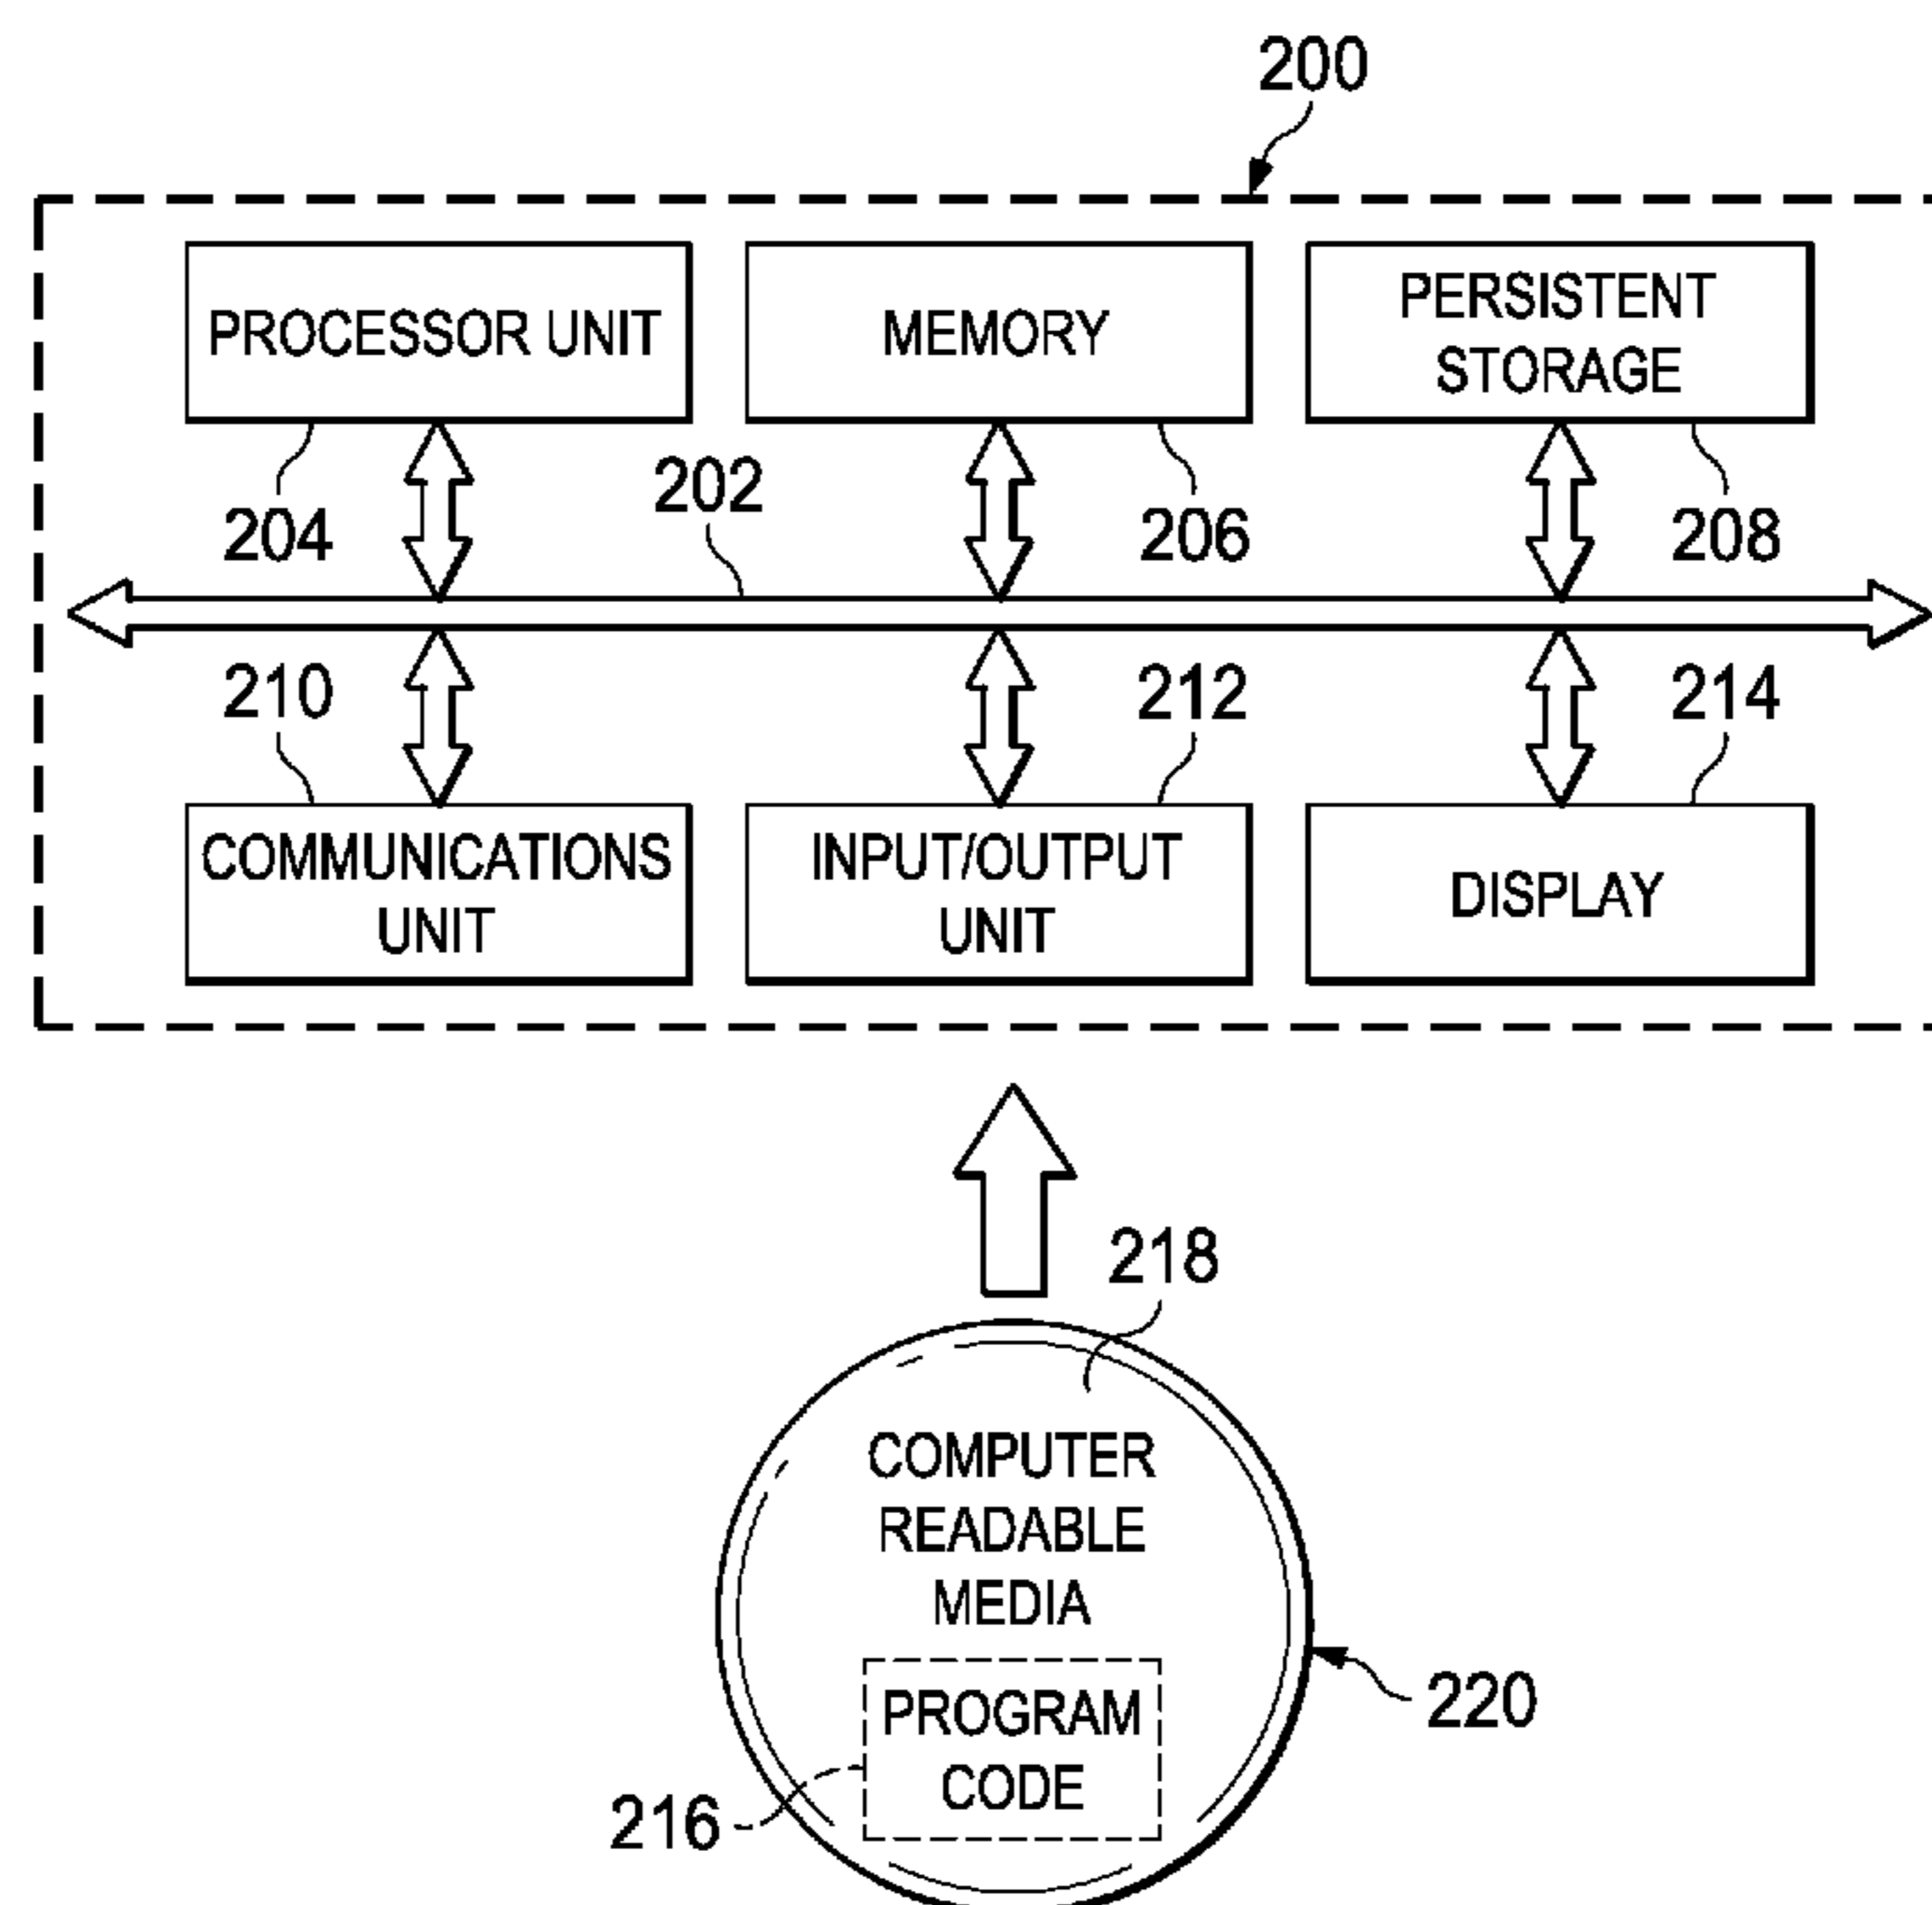 200
PROCESSOR UNIT
MEMORY
PERSISTENT
STORAGE
204
202
206
208
210
212
214
COMMUNICATIONS
UNIT
INPUT/OUTPUT
UNIT
DISPLAY
218
COMPUTER
READABLE
MEDIA
PROGRAM
CODE
220
216